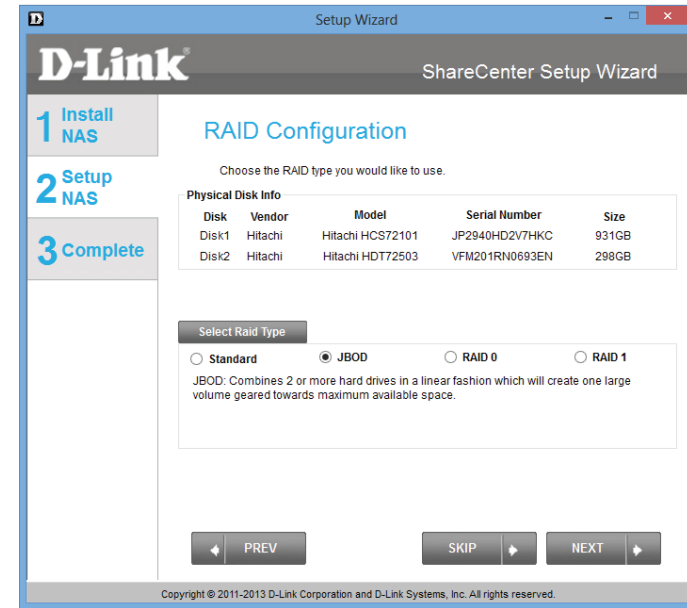 Setup Wizard
D-Link®
ShareCenter Setup Wizard
1 Install NAS
2 Setup NAS
3 Complete
RAID Configuration
Choose the RAID type you would like to use.
Physical Disk Info
Disk Vendor Model Serial Number Size
Disk1 Hitachi Hitachi HCS72101 JP2940HD2V7HKC 931GB
Disk2 Hitachi Hitachi HDT72503 VFM201RN0693EN 298GB
Select Raid Type
Standard JBOD RAID 0 RAID 1
JBOD: Combines 2 or more hard drives in a linear fashion which will create one large
volume geared towards maximum available space.
PREV SKIP NEXT
Copyright © 2011-2013 D-Link Corporation and D-Link Systems, Inc. All rights reserved.